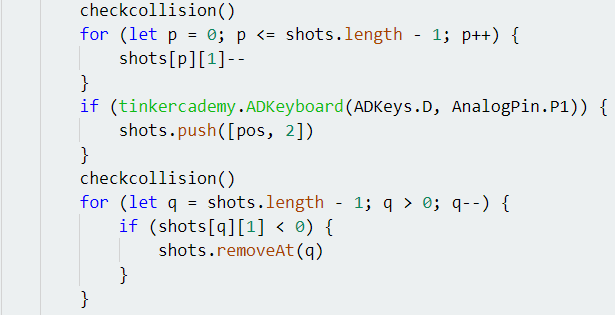 checkcollision()
for (let p = 0; p <= shots.length - 1; p++) {
shots[p][1]--
}
if (tinkercademy.ADKeyboard(ADKeys.D, AnalogPin.P1)) {
shots.push([pos, 2])
}
checkcollision()
for (let q = shots.length - 1; q > 0; q--) {
if (shots[q][1] < 0) {
shots.removeAt(q)
}
}